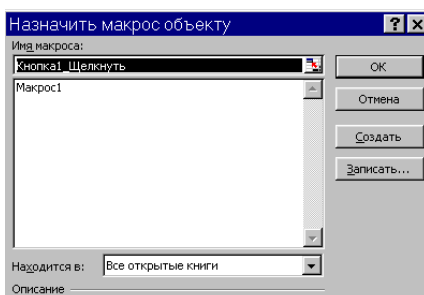 Назначить макрос объекту
Имя макроса:
Кнопка1_Щелкнуть
OK
Макрос1
Отмена
Создать
Записать...
Находится в: Все открытые книги
Описание